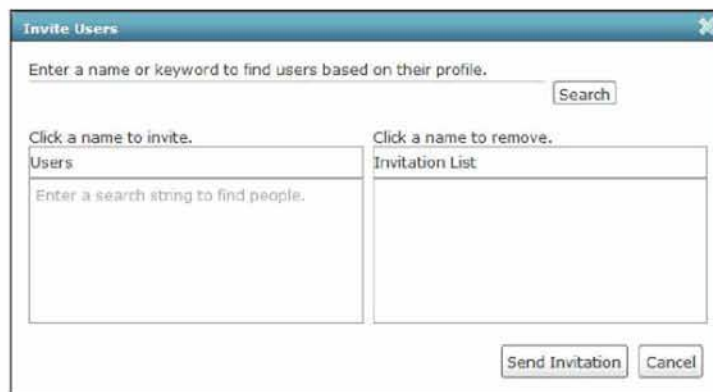 Invite Users
Enter a name or keyword to find users based on their profile.
Search
Click a name to invite.
Click a name to remove.
Users
Invitation List
Enter a search string to find people.
Send Invitation
Cancel